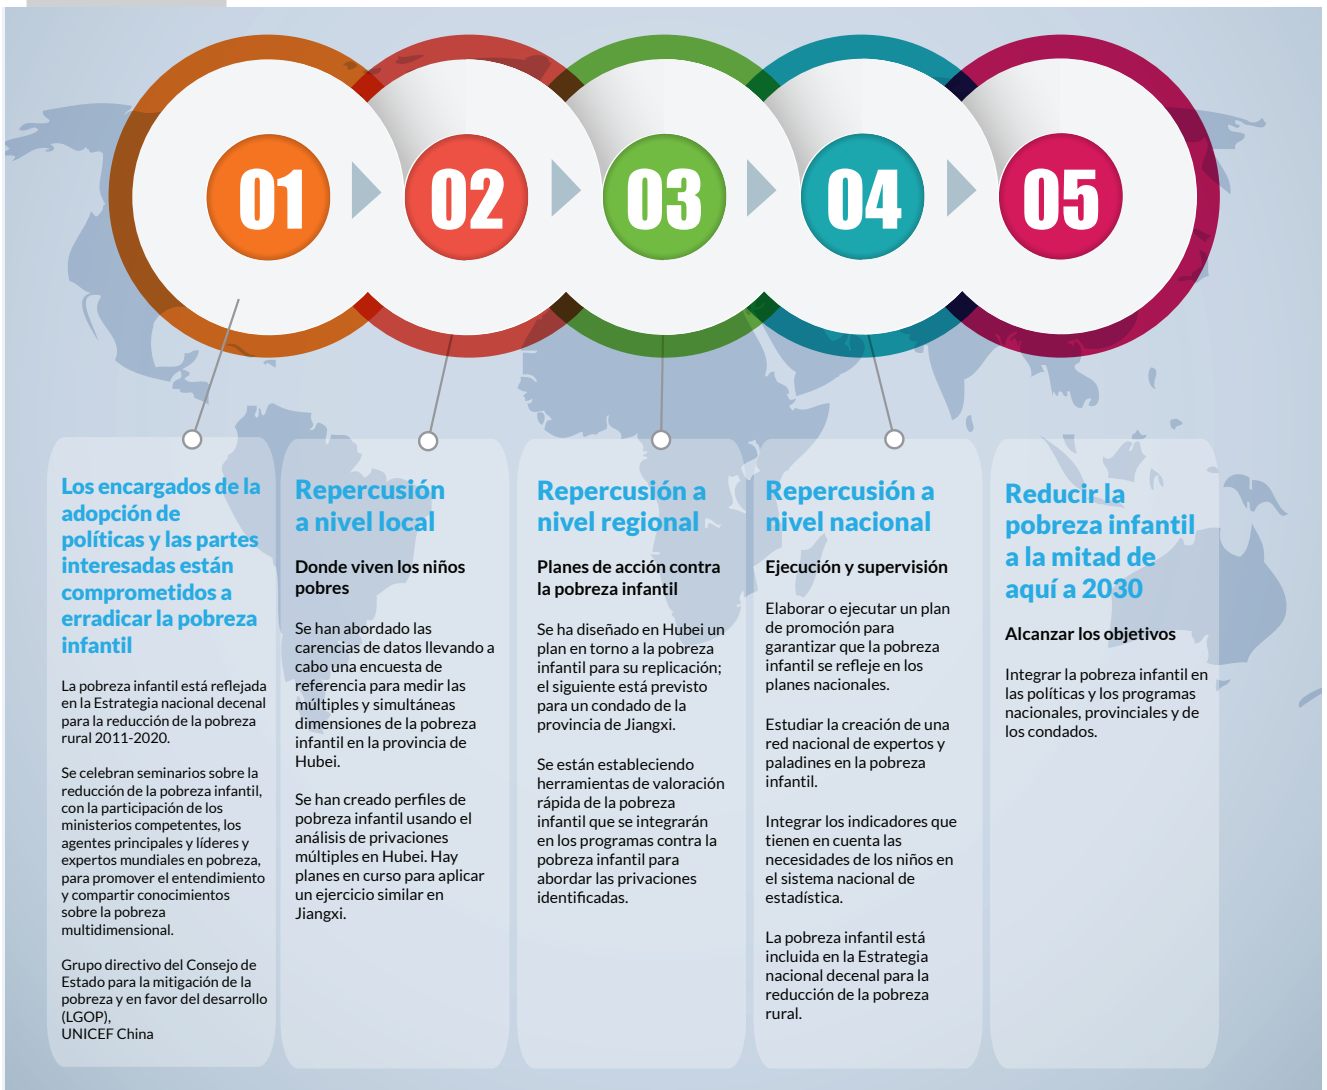 01
02
03
04
05
Los encargados de la
adopción de
políticas y las partes
interesadas están
comprometidos a
erradicar la pobreza
infantil
La pobreza infantil está reflejada
en la Estrategia nacional decenal
para la reducción de la pobreza
rural 2011-2020.
Se celebran seminarios sobre la
reducción de la pobreza infantil,
con la participación de los
ministerios competentes, los
agentes principales y líderes y
expertos mundiales en pobreza,
para promover el entendimiento
y compartir conocimientos
sobre la pobreza
multidimensional.
Grupo directivo del Consejo de
Estado para la mitigación de la
pobreza y en favor del desarrollo
(LGOP),
UNICEF China
Repercusión
a nivel local
Donde viven los niños
pobres
Se han abordado las
carencias de datos llevando a
cabo una encuesta de
referencia para medir las
múltiples y simultáneas
dimensiones de la pobreza
infantil en la provincia de
Hubei.
Se han creado perfiles de
pobreza infantil usando el
análisis de privaciones
múltiples en Hubei. Hay
planes en curso para aplicar
un ejercicio similar en
Jiangxi.
Repercusión a
nivel regional
Planes de acción contra
la pobreza infantil
Se ha diseñado en Hubei un
plan en torno a la pobreza
infantil para su replicación;
el siguiente está previsto
para un condado de la
provincia de Jiangxi.
Se están estableciendo
herramientas de valoración
rápida de la pobreza
infantil que se integrarán
en los programas contra la
pobreza infantil para
abordar las privaciones
identificadas.
Repercusión a
nivel nacional
Ejecución y supervisión
Elaborar o ejecutar un plan
de promoción para
garantizar que la pobreza
infantil se refleje en los
planes nacionales.
Estudiar la creación de una
red nacional de expertos y
paladines en la pobreza
infantil.
Integrar los indicadores que
tienen en cuenta las
necesidades de los niños en
el sistema nacional de
estadística.
La pobreza infantil está
incluida en la Estrategia
nacional decenal para la
reducción de la pobreza
rural.
Reducir la
pobreza infantil
a la mitad de
aquí a 2030
Alcanzar los objetivos
Integrar la pobreza infantil en
las políticas y los programas
nacionales, provinciales y de
los condados.